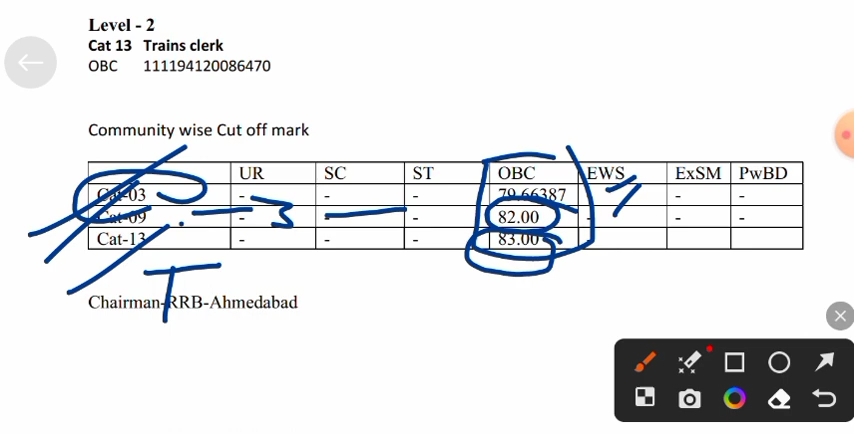 Level - 2
Cat 13 Trains clerk
OBC 111194120086470
Community wise Cut off mark
UR SC ST OBC EWS ExSM PwBD
Cat-03 - - - 79.66387 - -
Cat-09 - - - 82.00 - - -
Cat-13 - - - 83.00
3
T
Chairman-RRB-Ahmedabad